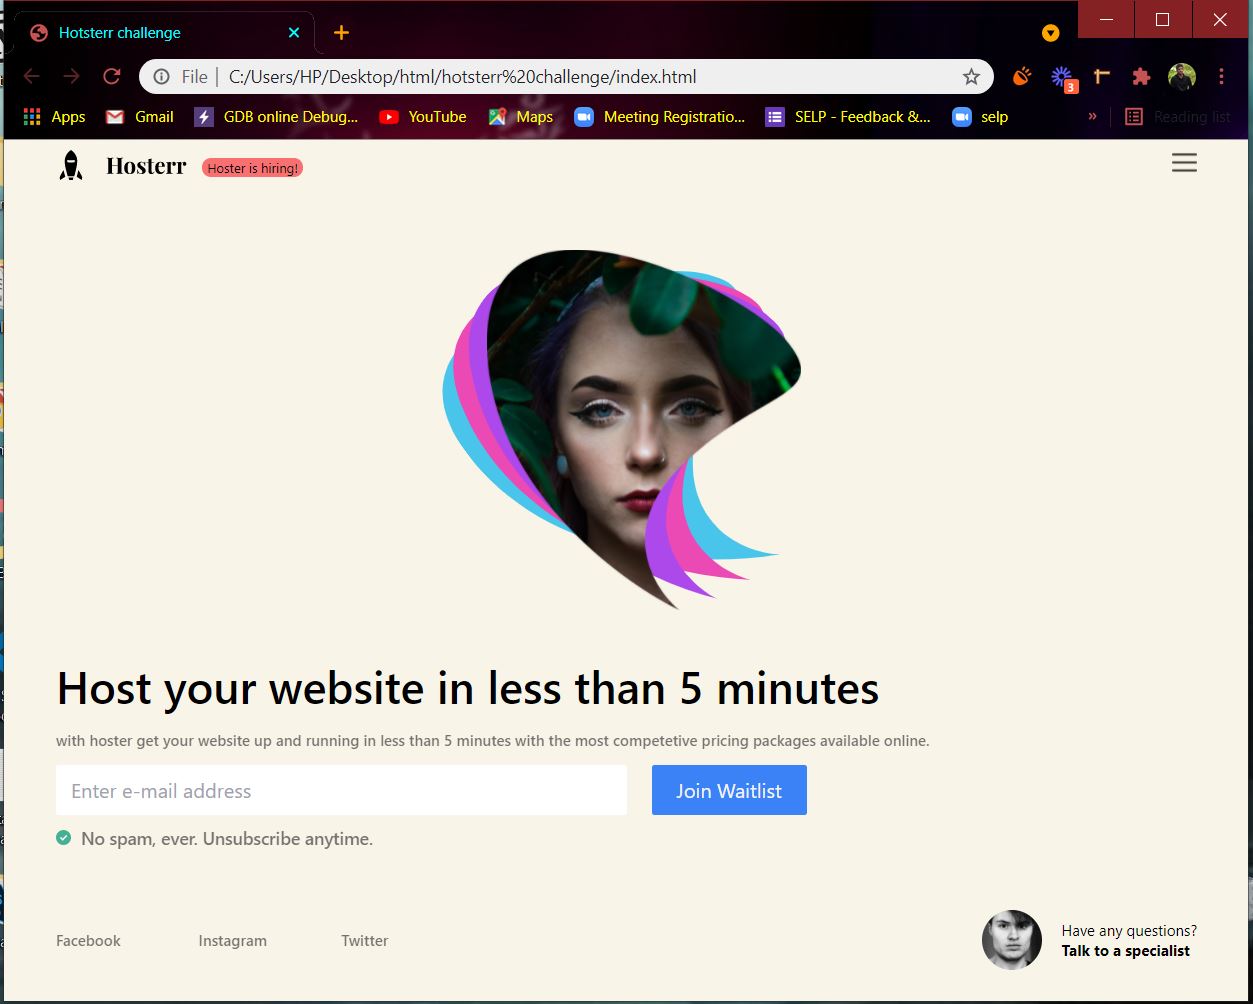 Hotsterr challenge
File | C:/Users/HP/Desktop/html/hotsterr%20challenge/index.html
3
Apps Gmail GDB online Debug... YouTube Maps Meeting Registratio... SELP - Feedback &... selp » Reading list
Hosterr Hoster is hiring!
Host your website in less than 5 minutes
with hoster get your website up and running in less than 5 minutes with the most competetive pricing packages available online.
Enter e-mail address Join Waitlist
No spam, ever. Unsubscribe anytime.
Facebook Instagram Twitter
Have any questions?
Talk to a specialist